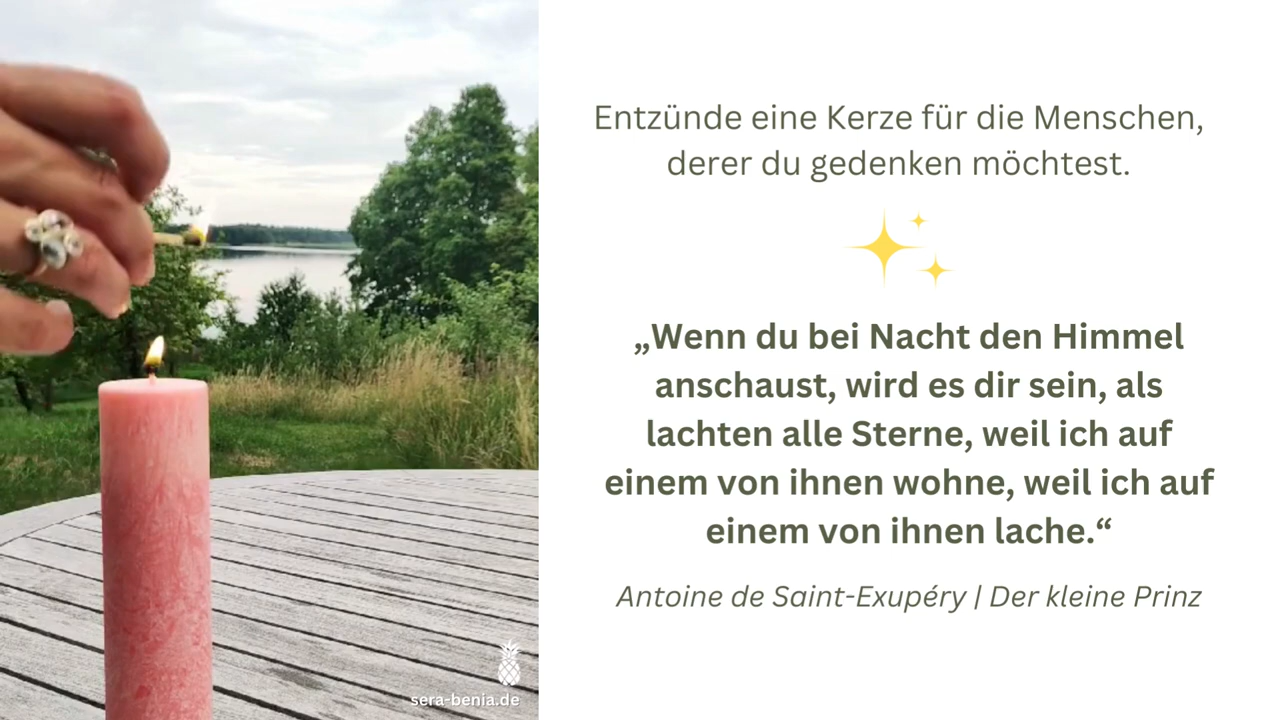 Entzünde eine Kerze für die Menschen,
derer du gedenken möchtest.
„Wenn du bei Nacht den Himmel
anschaust, wird es dir sein, als
lachten alle Sterne, weil ich auf
einem von ihnen wohne, weil ich auf
einem von ihnen lache.“
Antoine de Saint-Exupéry | Der kleine Prinz
sera-benia.de